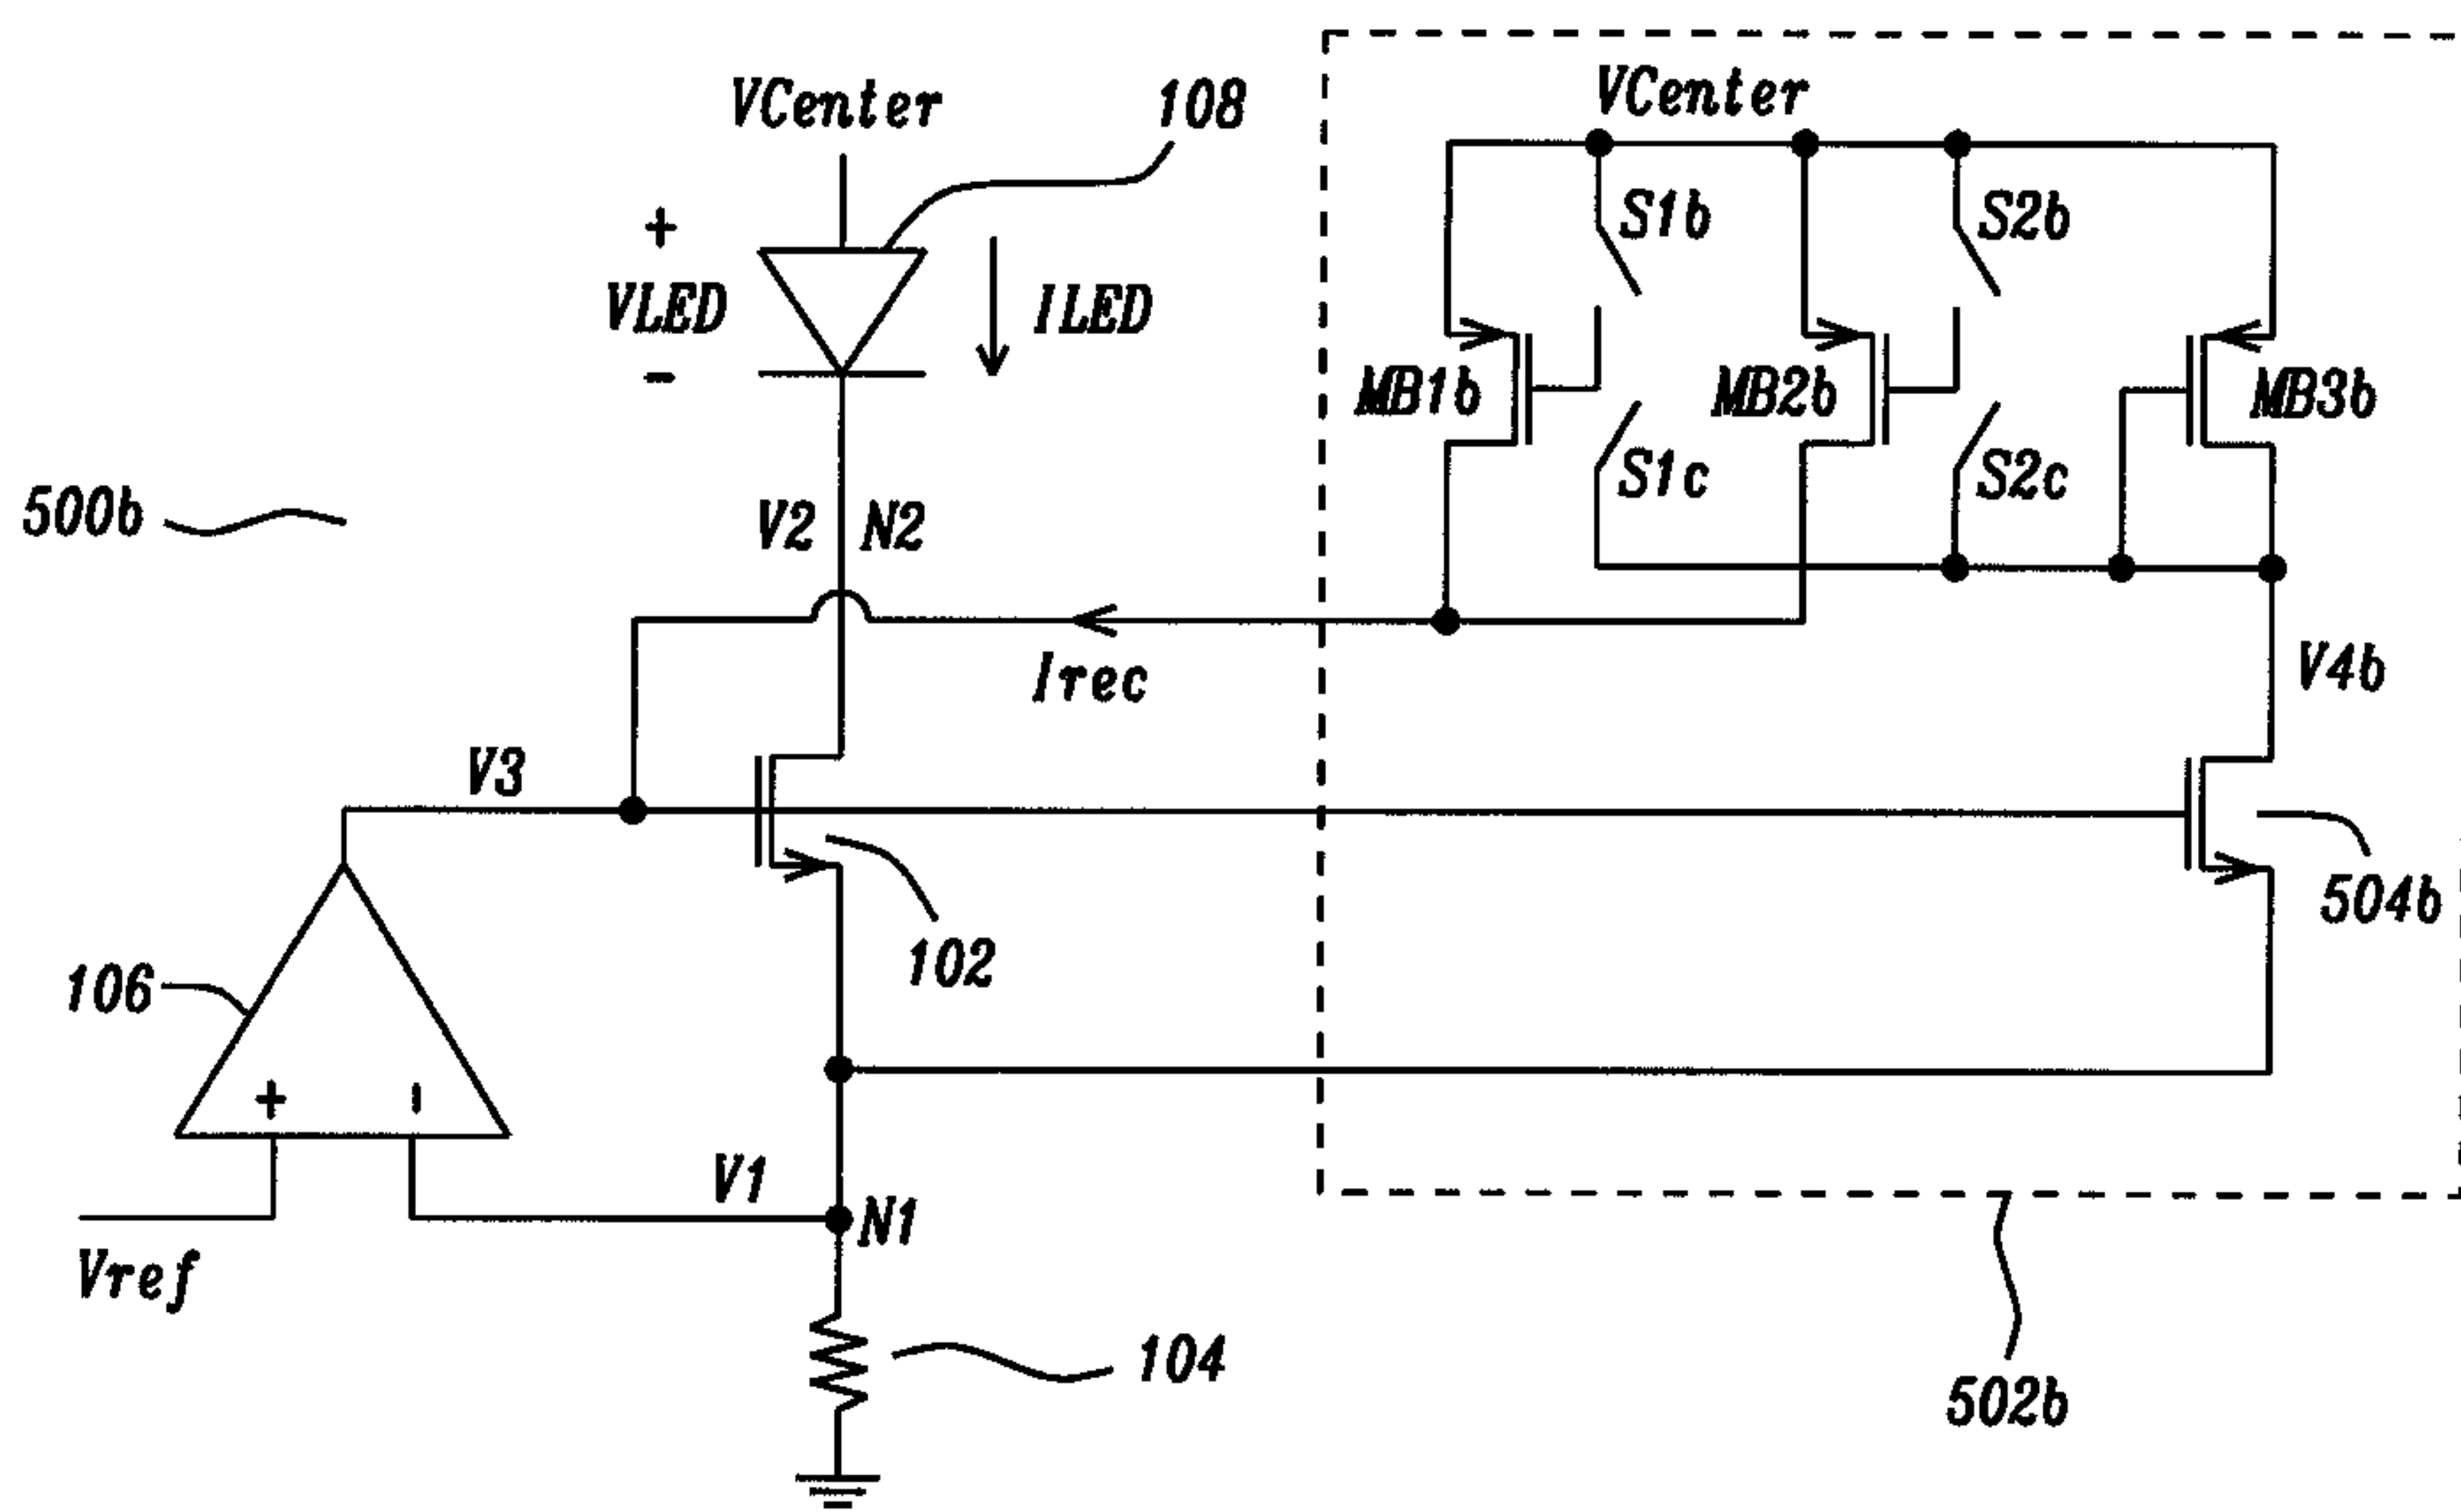 VCenter
108
VCenter
S1b
S2b
+
VLED
-
ILED
MB1b
MB2b
MB3b
S1c
S2c
500b
V2 N2
Irec
V4b
V3
102
504b
106
+ -
V1
N1
Vref
104
502b